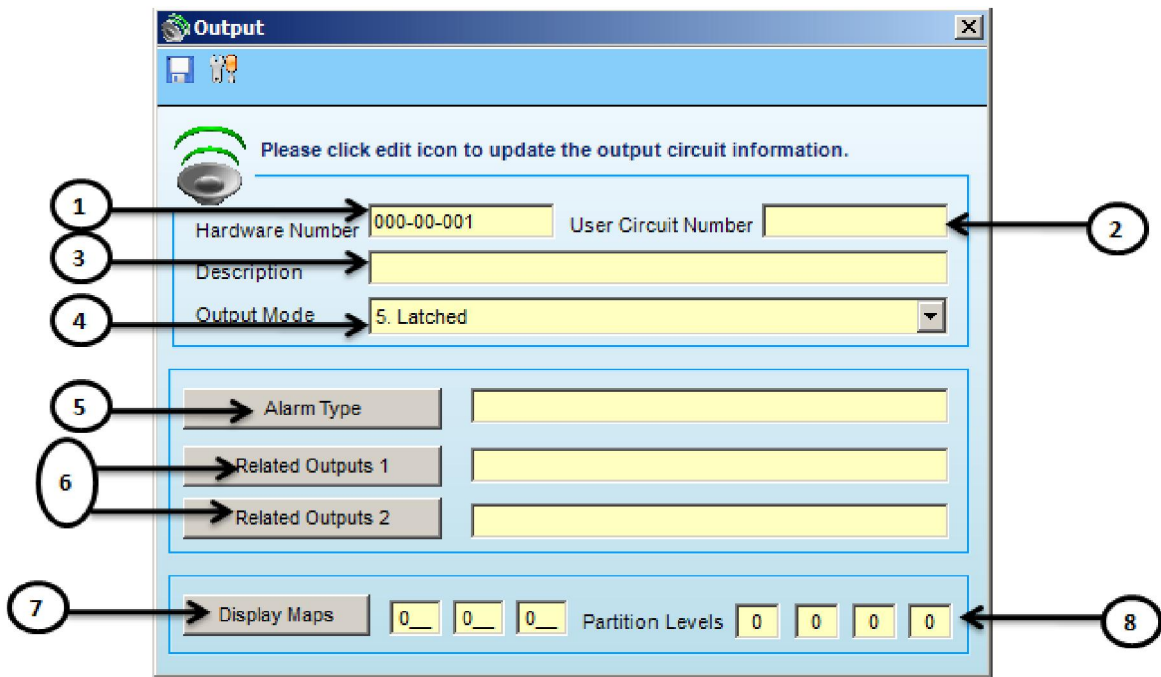 Output
Please click edit icon to update the output circuit information.
1
Hardware Number 000-00-001 User Circuit Number
2
3
Description
4
Output Mode 5. Latched
5
Alarm Type
6
Related Outputs 1
Related Outputs 2
7
Display Maps 0__ 0__ 0__ Partition Levels 0 0 0 0
8